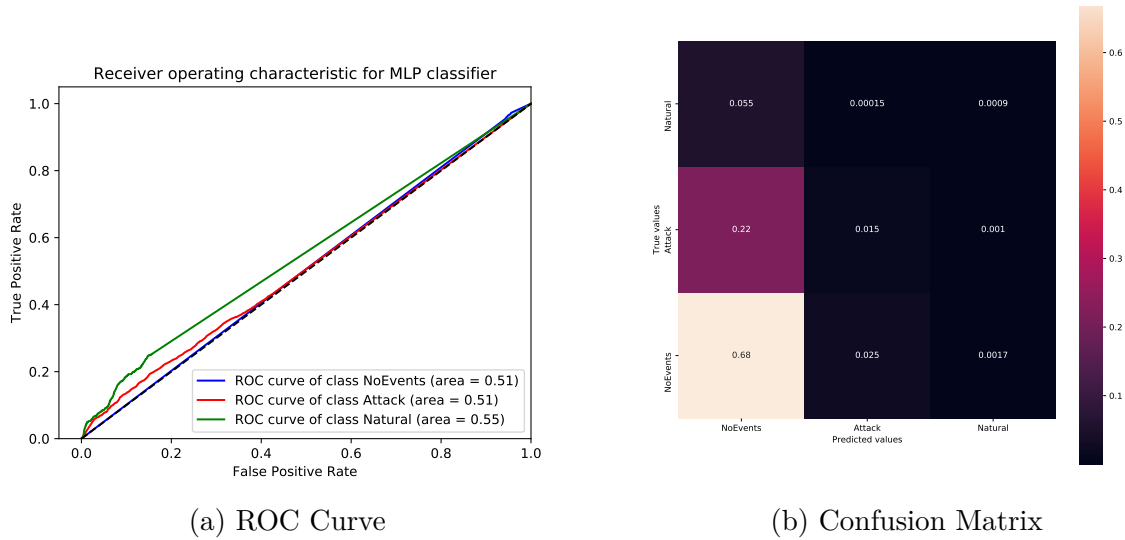 Receiver operating characteristic for MLP classifier
True Positive Rate
1.0
0.8
0.6
0.4
0.2
0.0
ROC curve of class NoEvents (area = 0.51)
ROC curve of class Attack (area = 0.51)
ROC curve of class Natural (area = 0.55)
0.0 0.2 0.4 0.6 0.8 1.0
False Positive Rate
(a) ROC Curve
True values
Natural
Attack
NoEvents
0.055 0.00015 0.0009
0.22 0.015 0.001
0.68 0.025 0.0017
NoEvents Attack Natural
Predicted values
0.6
0.5
0.4
0.3
0.2
0.1
(b) Confusion Matrix